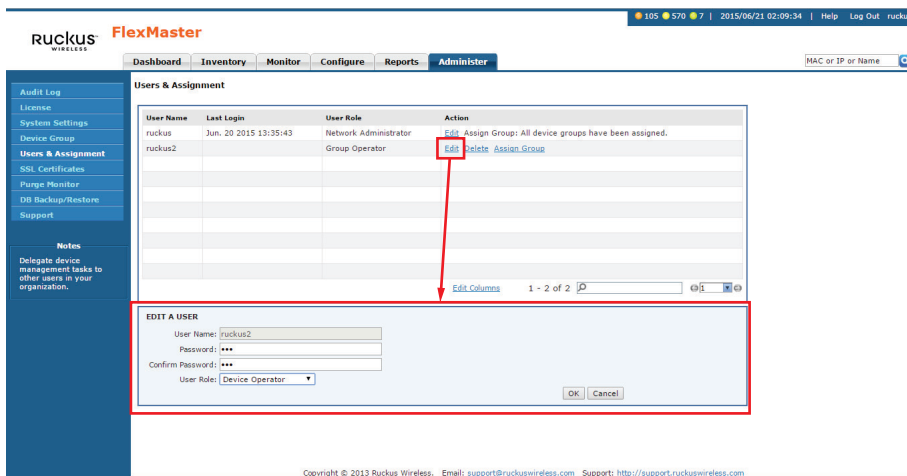 105 570 7 | 2015/06/21 02:09:34 | Help Log Out
RUCKUS WIRELESS FlexMaster
Dashboard Inventory Monitor Configure Reports Administer
MAC or IP or Name
Audit Log
License
System Settings
Device Group
Users & Assignment
SSL Certificates
Purge Monitor
DB Backup/Restore
Support
Notes
Delegate device
management tasks to
other users in your
organization.
Users & Assignment
User Name Last Login User Role Action
ruckus Jun. 20 2015 13:35:43 Network Administrator Edit Assign Group: All device groups have been assigned.
ruckus2 Group Operator Edit Delete Assign Group
Edit Columns 1 - 2 of 2 1
EDIT A USER
User Name: ruckus2
Password: •••
Confirm Password: •••
User Role: Device Operator
OK Cancel
Copyright © 2013 Ruckus Wireless. Email: support@ruckuswireless.com Support: http://support.ruckuswireless.com